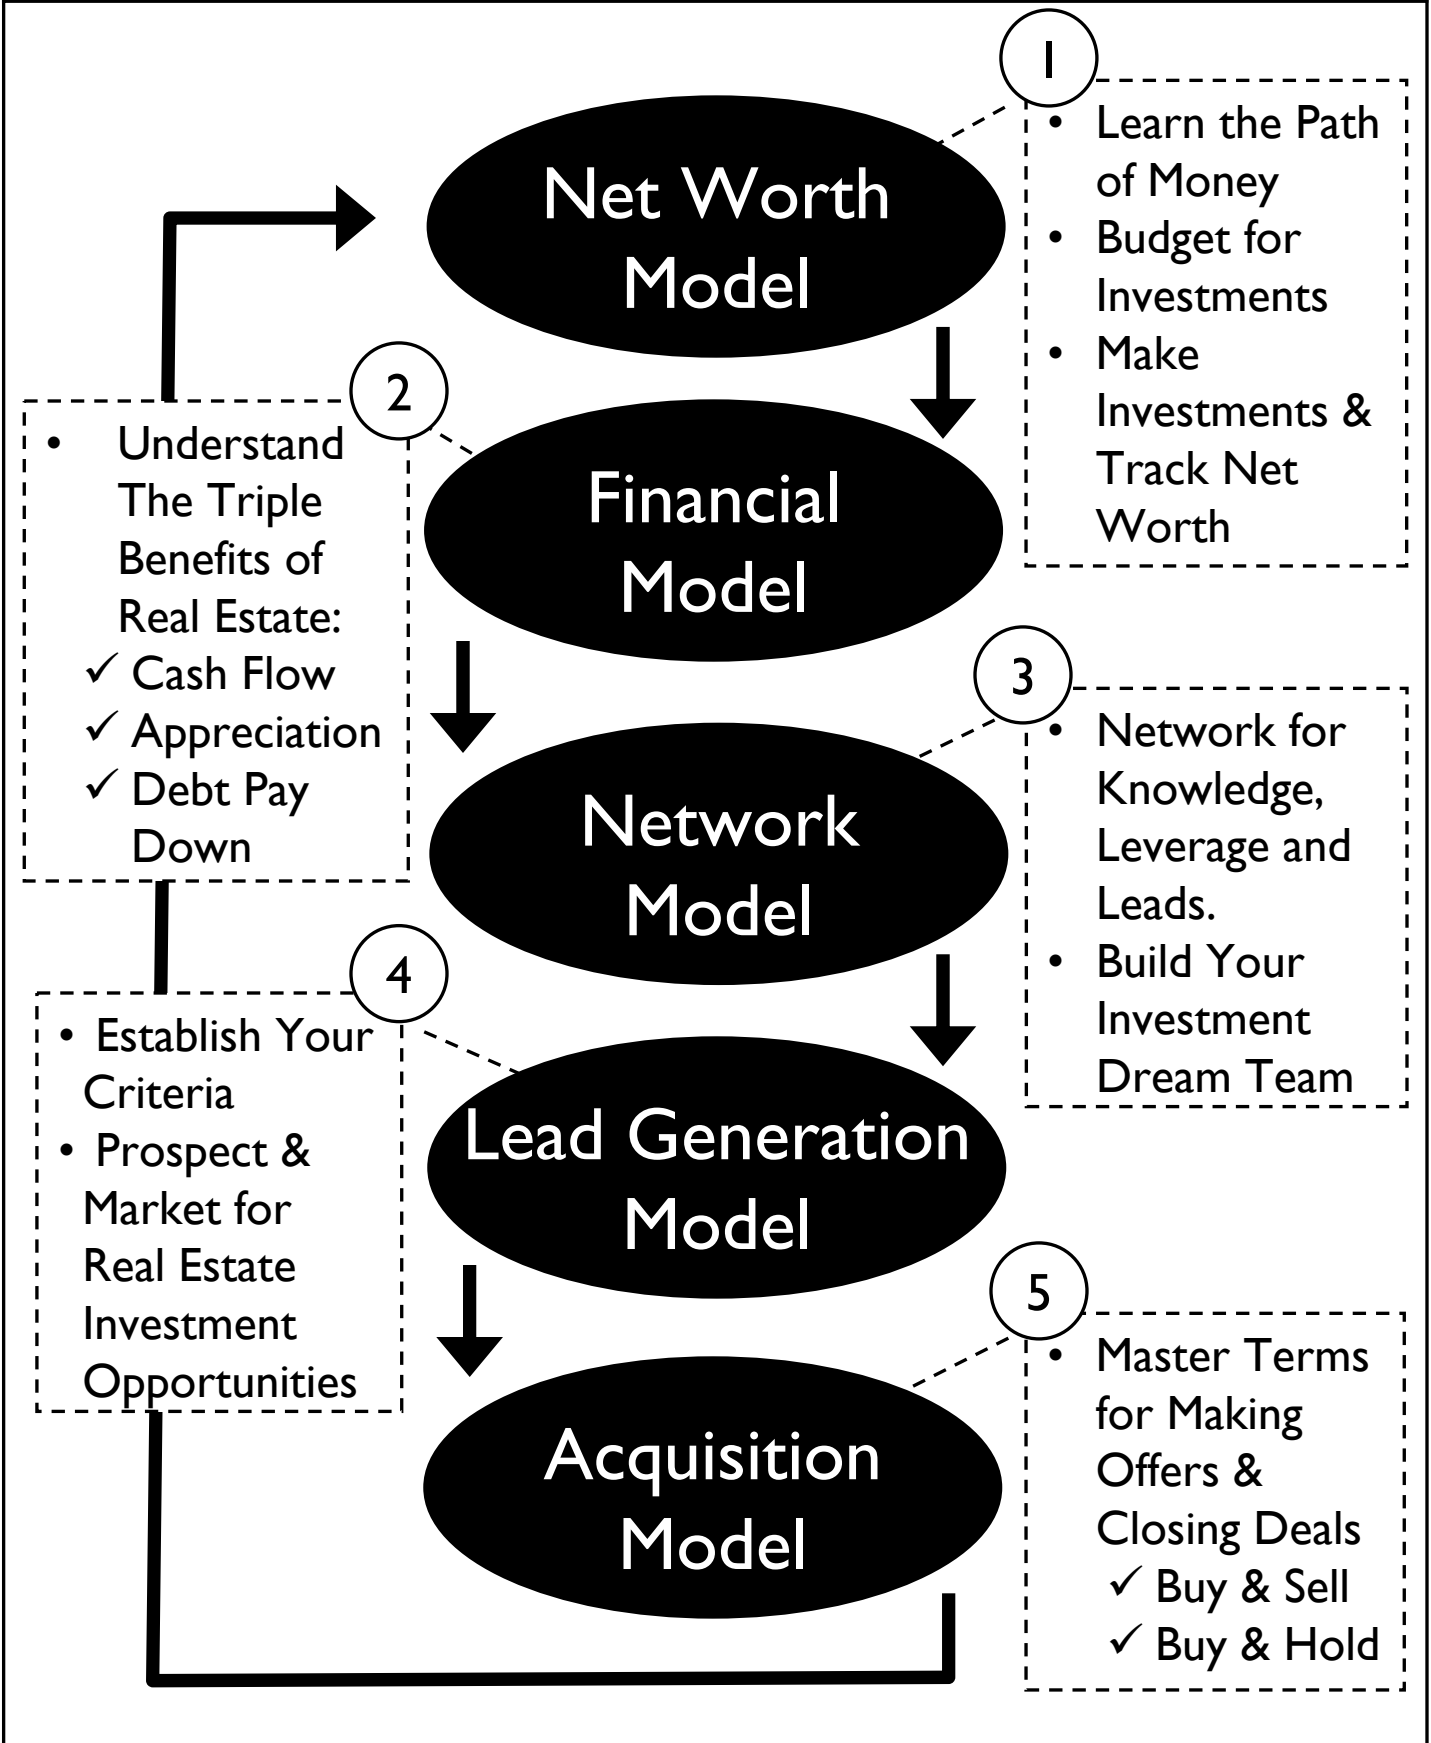 1
Net Worth
Model
• Learn the Path
of Money
• Budget for
Investments
• Make
Investments &
Track Net
Worth
2
Financial
Model
• Understand
The Triple
Benefits of
Real Estate:
✓ Cash Flow
✓ Appreciation
✓ Debt Pay
Down
3
Network
Model
• Network for
Knowledge,
Leverage and
Leads.
• Build Your
Investment
Dream Team
4
Lead Generation
Model
• Establish Your
Criteria
• Prospect &
Market for
Real Estate
Investment
Opportunities
5
Acquisition
Model
• Master Terms
for Making
Offers &
Closing Deals
✓ Buy & Sell
✓ Buy & Hold